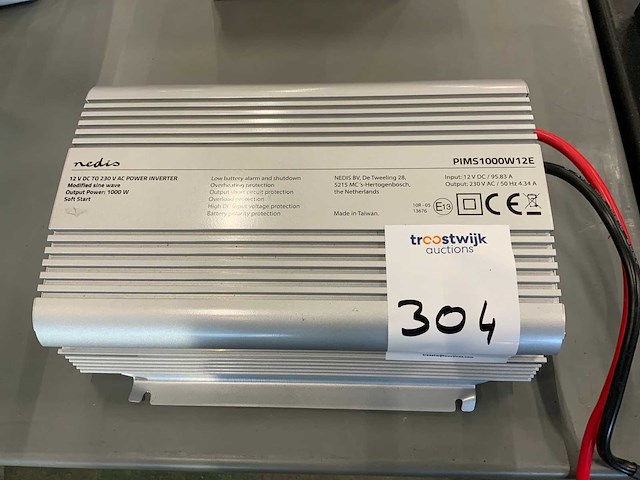 nedis
PIMS1000W12E
12 V DC TO 230 V AC POWER INVERTER
Modified sine wave
Output Power: 1000 W
Soft Start
Low battery alarm and shutdown
Overheating protection
Output short circuit protection
Overload protection
High DC input voltage protection
Battery polarity protection
NEDIS BV, De Tweeling 28,
5215 MC 's-Hertogenbosch,
the Netherlands
Made in Taiwan.
Input: 12 V DC / 95.83 A
Output: 230 V AC / 50 Hz 4.34 A
10R - 05
13676
E13
CE
troostwijk
auctions
304